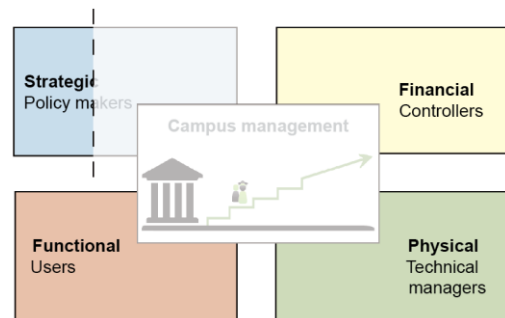 Strategic
Policy makers
Financial
Controllers
Campus management
Functional
Users
Physical
Technical
managers